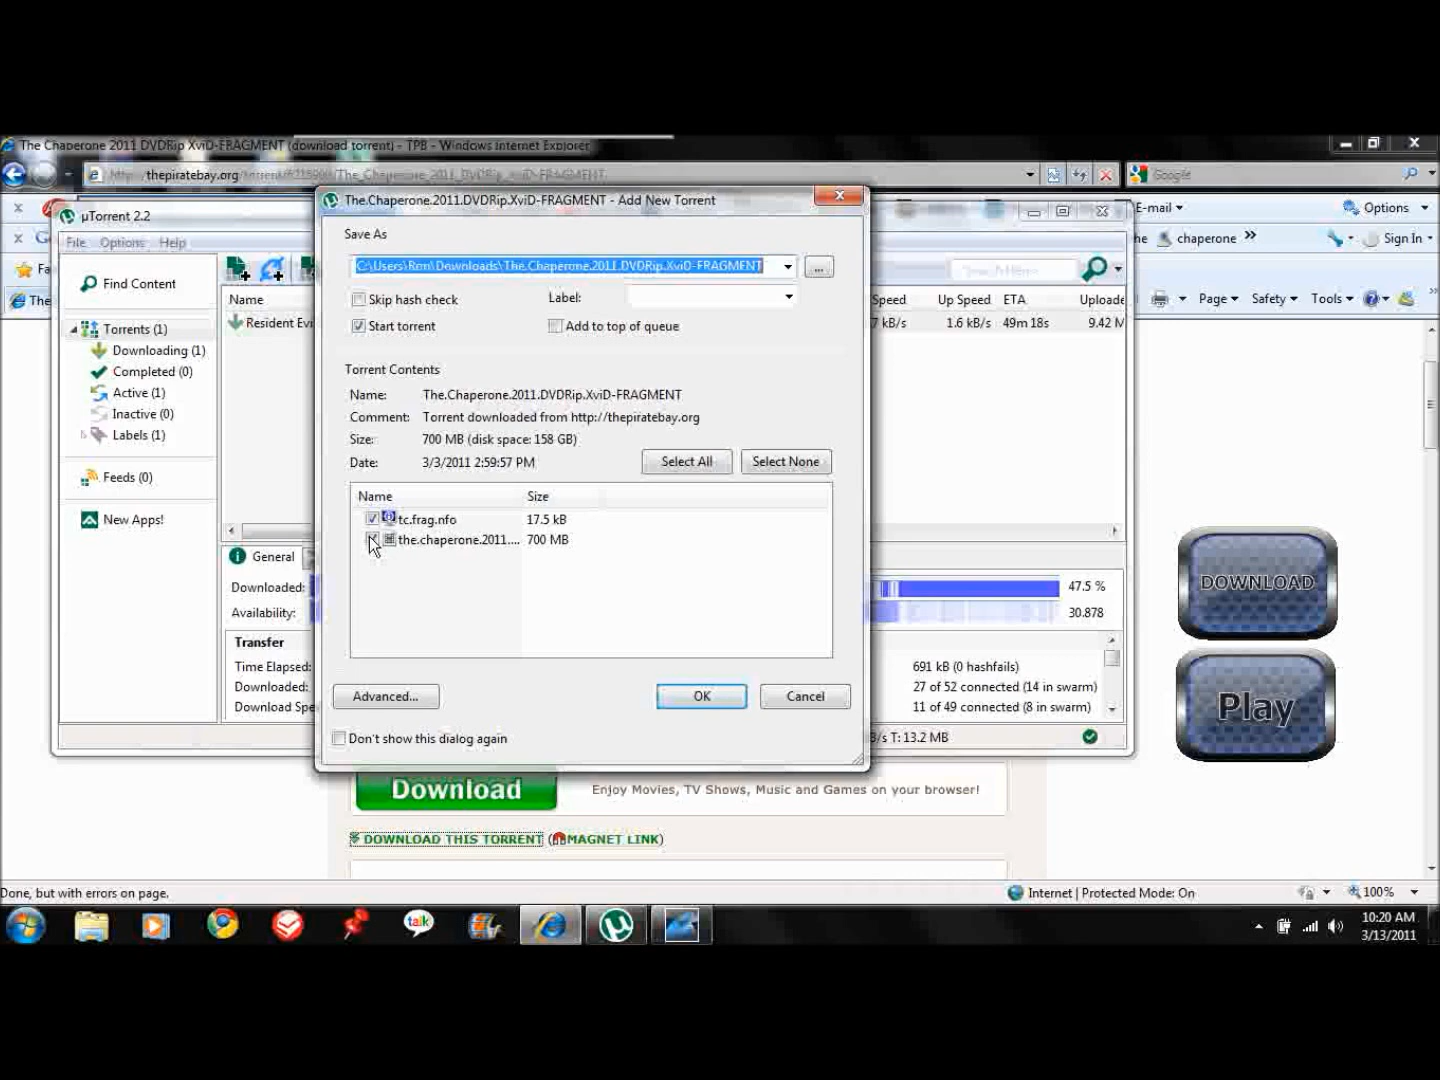 The Chaperone 2011 DVDRip XviD-FRAGMENT (download torrent) - TPB - Windows Internet Explorer
thepiratebay.org
Google
E-mail
Options
chaperone
Sign In
Page
Safety
Tools
µTorrent 2.2
File Options Help
Find Content
Torrents (1)
Downloading (1)
Completed (0)
Active (1)
Inactive (0)
Labels (1)
Feeds (0)
New Apps!
Name
Resident Evi
Speed Up Speed ETA Uploade
7 kB/s 1.6 kB/s 49m 18s 9.42 M
General
Downloaded: 47.5 %
Availability: 30.878
Transfer
Time Elapsed: 691 kB (0 hashfails)
Downloaded: 27 of 52 connected (14 in swarm)
Download Spe 11 of 49 connected (8 in swarm)
B/s T: 13.2 MB
The.Chaperone.2011.DVDRip.XviD-FRAGMENT - Add New Torrent
Save As
C:\Users\Ron\Downloads\The.Chaperone.2011.DVDRip.XviD-FRAGMENT
...
Skip hash check
Label:
Start torrent
Add to top of queue
Torrent Contents
Name: The.Chaperone.2011.DVDRip.XviD-FRAGMENT
Comment: Torrent downloaded from http://thepiratebay.org
Size: 700 MB (disk space: 158 GB)
Date: 3/3/2011 2:59:57 PM
Select All
Select None
Name Size
tc.frag.nfo 17.5 kB
the.chaperone.2011.... 700 MB
Advanced...
OK
Cancel
Don't show this dialog again
DOWNLOAD
Play
Download
Enjoy Movies, TV Shows, Music and Games on your browser!
DOWNLOAD THIS TORRENT (MAGNET LINK)
Done, but with errors on page.
Internet | Protected Mode: On
100%
talk
10:20 AM
3/13/2011